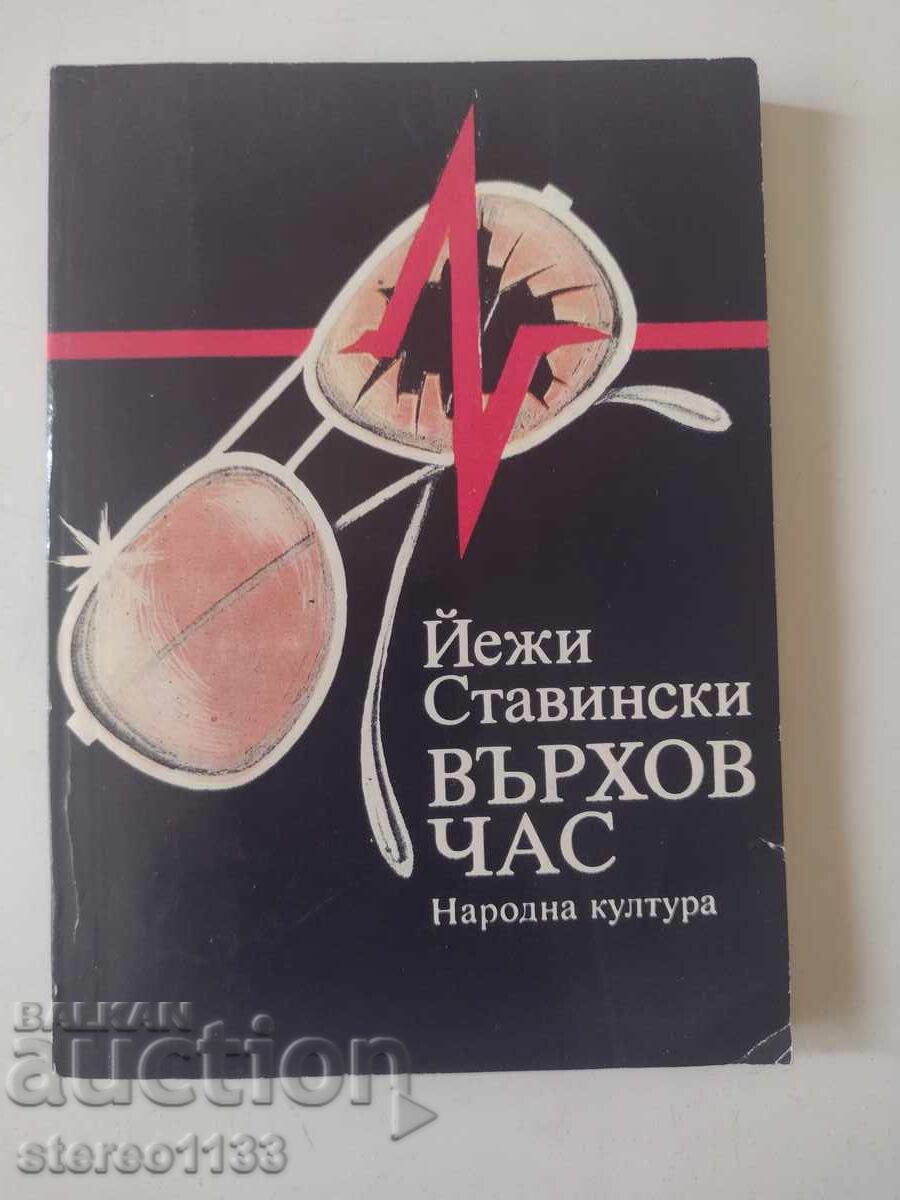 Йежи
Ставински
ВЪРХОВ
ЧАС
Народна култура
BALKAN
auction
stereo1133